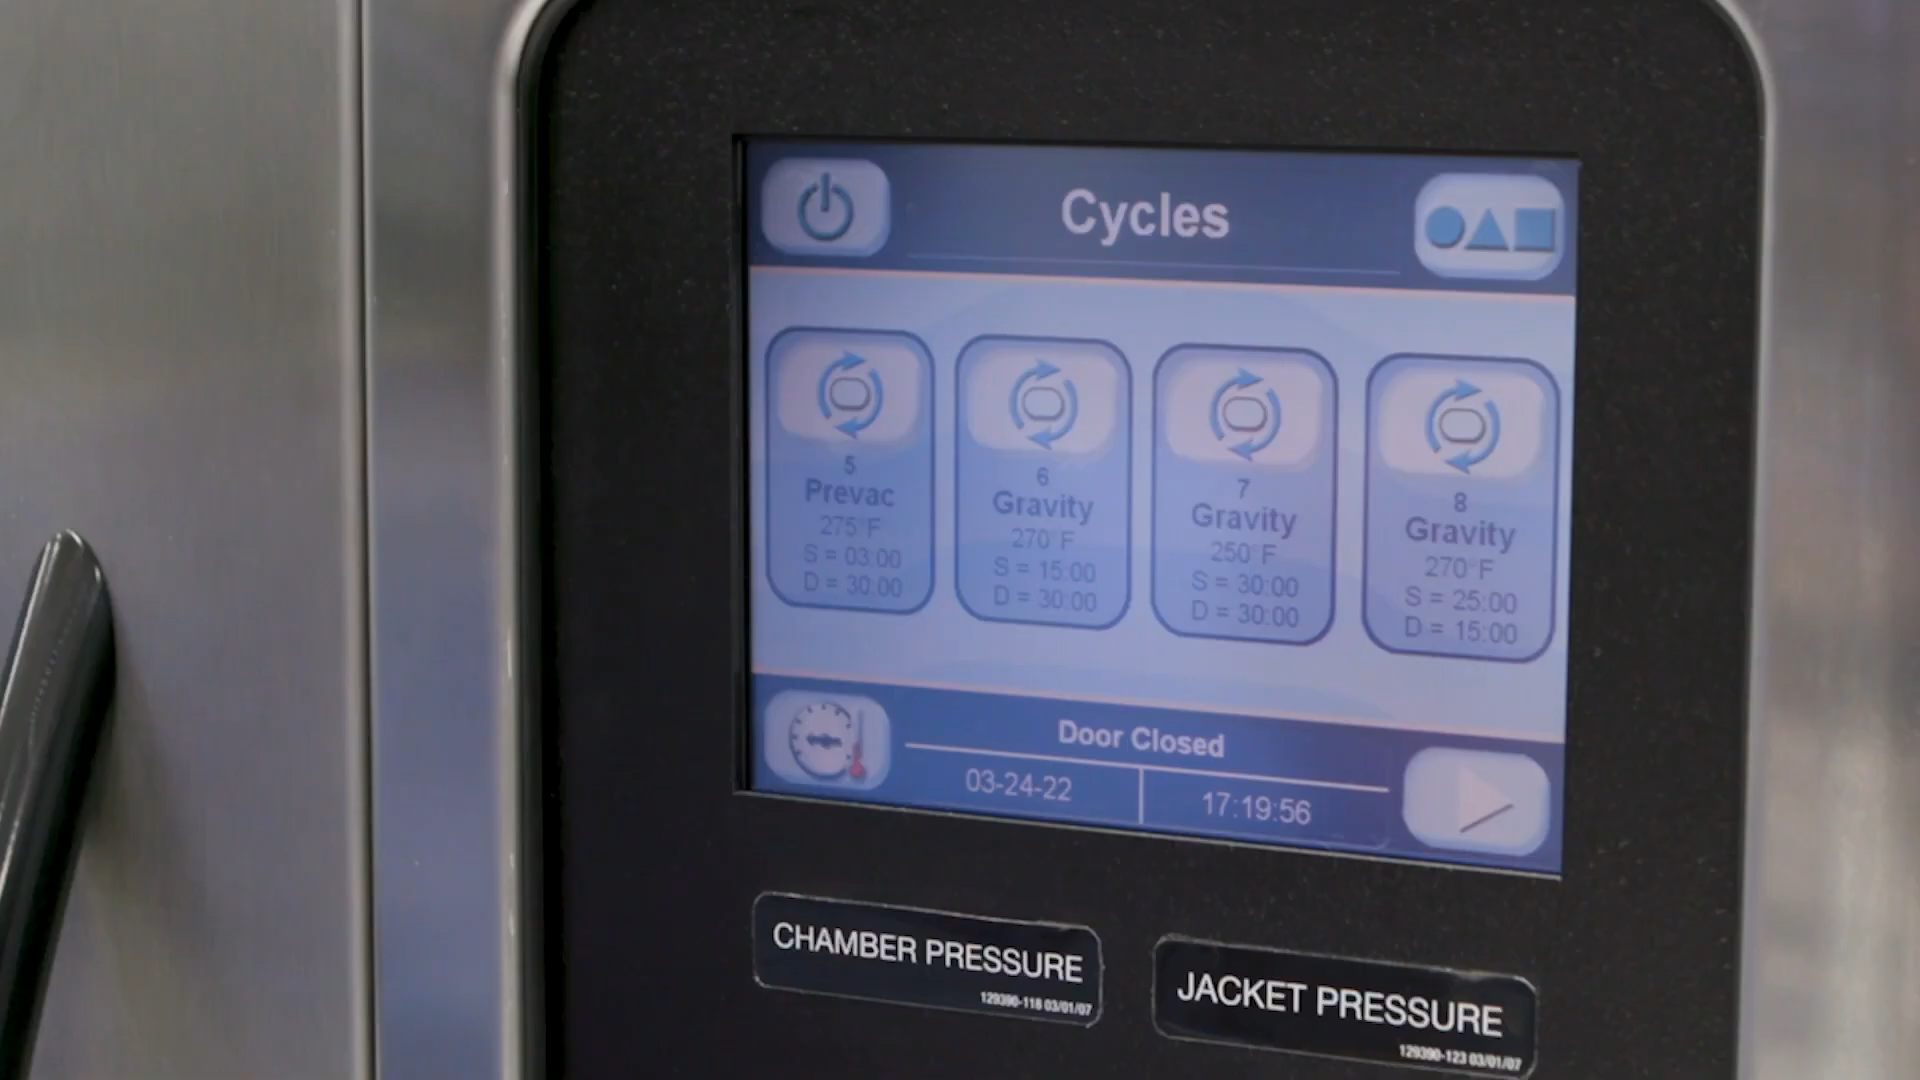 Cycles
5
Prevac
275°F
S = 03:00
D = 30:00
6
Gravity
270°F
S = 15:00
D = 30:00
7
Gravity
250°F
S = 30:00
D = 30:00
8
Gravity
270°F
S = 25:00
D = 15:00
Door Closed
03-24-22
17:19:56
CHAMBER PRESSURE
129390-118 03/01/07
JACKET PRESSURE
129390-123 03/01/07